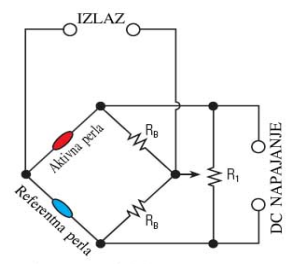 IZLAZ
Aktivna perla
RB
R1
DC NAPAJANJE
Referentna perla
RB